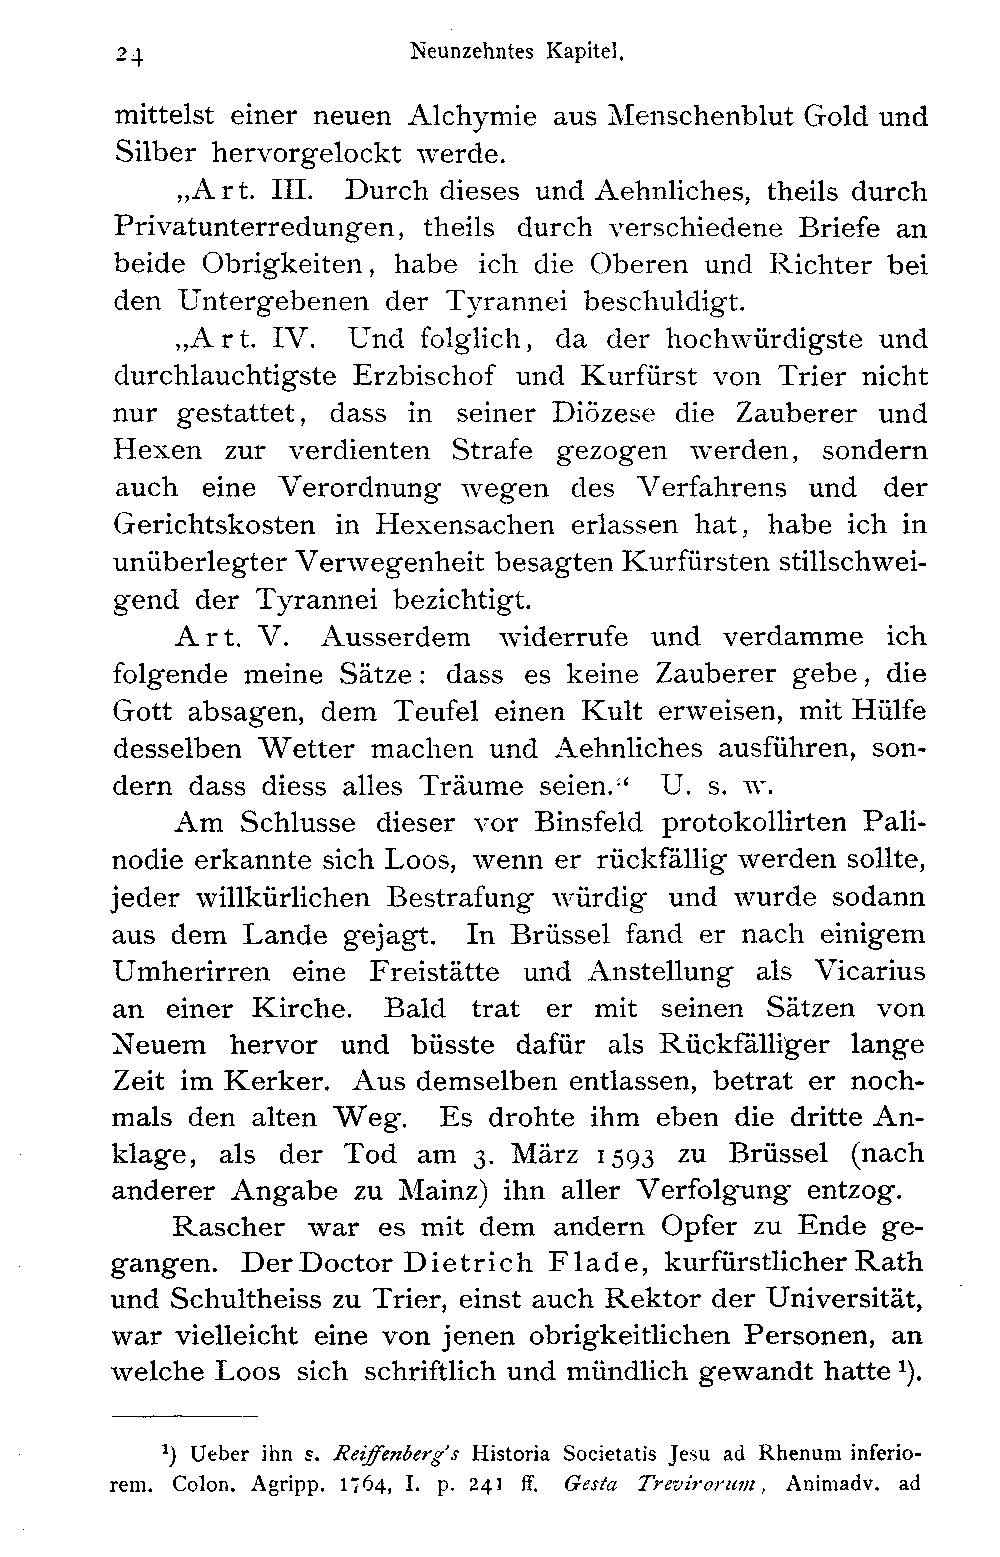 24 Neunzehntes Kapitel.
mittelst einer neuen Alchymie aus Menschenblut Gold und
Silber hervorgelockt werde.
„Art. III. Durch dieses und Aehnliches, theils durch
Privatunterredungen, theils durch verschiedene Briefe an
beide Obrigkeiten, habe ich die Oberen und Richter bei
den Untergebenen der Tyrannei beschuldigt.
„Art. IV. Und folglich, da der hochwürdigste und
durchlauchtigste Erzbischof und Kurfürst von Trier nicht
nur gestattet, dass in seiner Diözese die Zauberer und
Hexen zur verdienten Strafe gezogen werden, sondern
auch eine Verordnung wegen des Verfahrens und der
Gerichtskosten in Hexensachen erlassen hat, habe ich in
unüberlegter Verwegenheit besagten Kurfürsten stillschwei-
gend der Tyrannei bezichtigt.
Art. V. Ausserdem widerrufe und verdamme ich
folgende meine Sätze: dass es keine Zauberer gebe, die
Gott absagen, dem Teufel einen Kult erweisen, mit Hülfe
desselben Wetter machen und Aehnliches ausführen, son-
dern dass diess alles Träume seien.“ U. s. w.
Am Schlusse dieser vor Binsfeld protokollirten Pali-
nodie erkannte sich Loos, wenn er rückfällig werden sollte,
jeder willkürlichen Bestrafung würdig und wurde sodann
aus dem Lande gejagt. In Brüssel fand er nach einigem
Umherirren eine Freistätte und Anstellung als Vicarius
an einer Kirche. Bald trat er mit seinen Sätzen von
Neuem hervor und büsste dafür als Rückfälliger lange
Zeit im Kerker. Aus demselben entlassen, betrat er noch-
mals den alten Weg. Es drohte ihm eben die dritte An-
klage, als der Tod am 3. März 1593 zu Brüssel (nach
anderer Angabe zu Mainz) ihn aller Verfolgung entzog.
Rascher war es mit dem andern Opfer zu Ende ge-
gangen. Der Doctor Dietrich Flade, kurfürstlicher Rath
und Schultheiss zu Trier, einst auch Rektor der Universität,
war vielleicht eine von jenen obrigkeitlichen Personen, an
welche Loos sich schriftlich und mündlich gewandt hatte ¹).
¹) Ueber ihn s. Reiffenberg's Historia Societatis Jesu ad Rhenum inferio-
rem. Colon. Agripp. 1764, I. p. 241 ff. Gesta Trevirorum, Animadv. ad